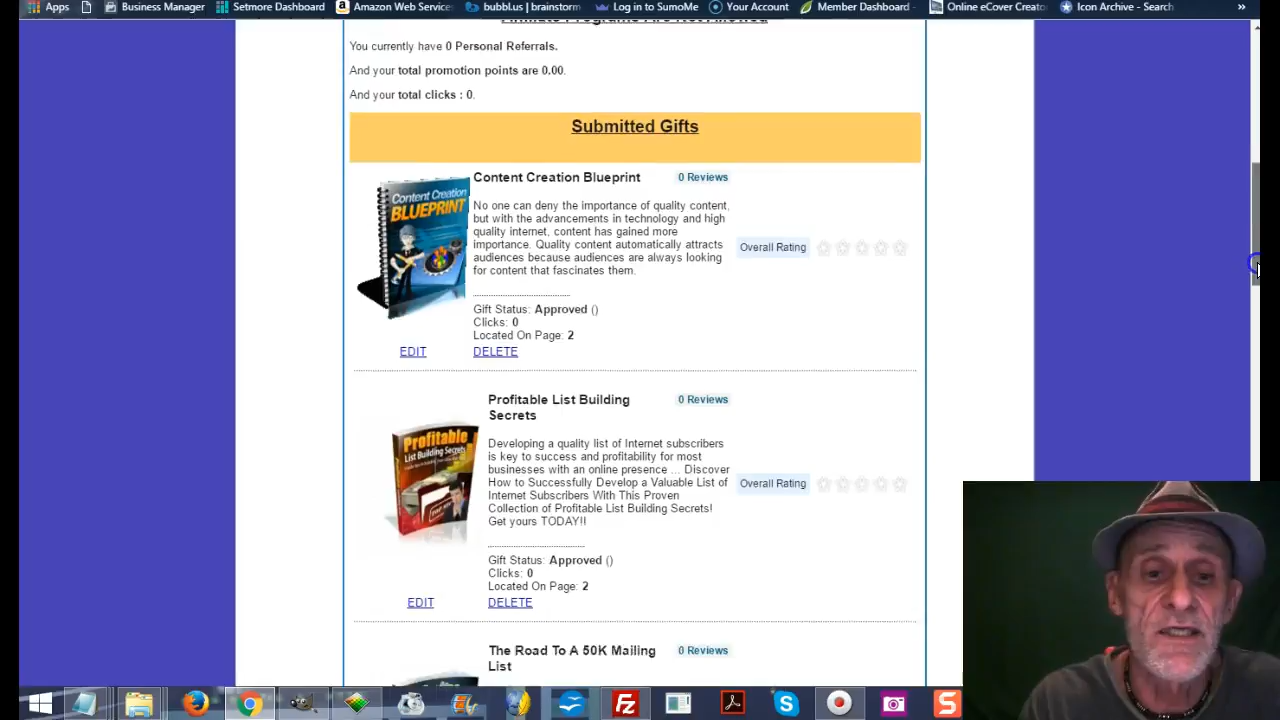 Apps
Business Manager
Setmore Dashboard
Amazon Web Service
bubbl.us | brainstorm
Log in to SumoMe
Your Account
Member Dashboard
Online eCover Creato
Icon Archive - Search
»
Affiliate Programs Are Not Allowed
You currently have 0 Personal Referrals.
And your total promotion points are 0.00.
And your total clicks : 0.
Submitted Gifts
Content Creation Blueprint
0 Reviews
No one can deny the importance of quality content,
but with the advancements in technology and high
quality internet, content has gained more
importance. Quality content automatically attracts
audiences because audiences are always looking
for content that fascinates them.
Overall Rating
Content Creation
BLUEPRINT
Gift Status: Approved ()
Clicks: 0
Located On Page: 2
EDIT
DELETE
Profitable List Building
Secrets
0 Reviews
Developing a quality list of Internet subscribers
is key to success and profitability for most
businesses with an online presence ... Discover
How to Successfully Develop a Valuable List of
Internet Subscribers With This Proven
Collection of Profitable List Building Secrets!
Get yours TODAY!!
Overall Rating
Profitable
List Building Secrets
Gift Status: Approved ()
Clicks: 0
Located On Page: 2
EDIT
DELETE
The Road To A 50K Mailing
List
0 Reviews